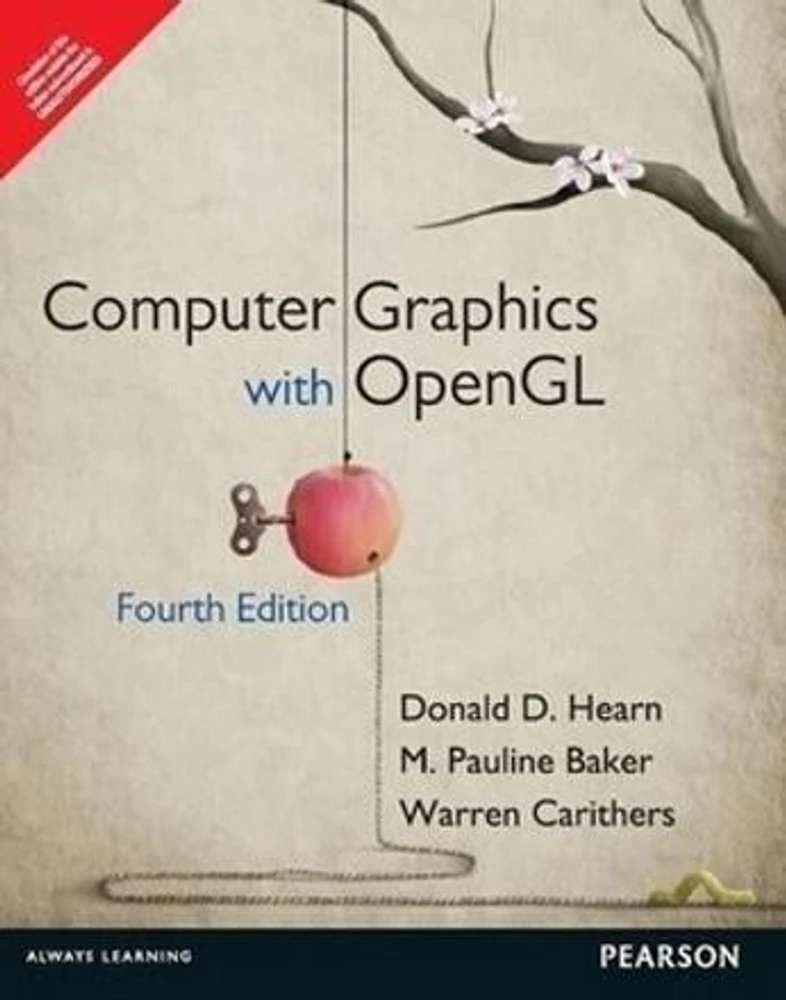 Computer Graphics
with OpenGL
Fourth Edition
Donald D. Hearn
M. Pauline Baker
Warren Carithers
ALWAYS LEARNING
PEARSON